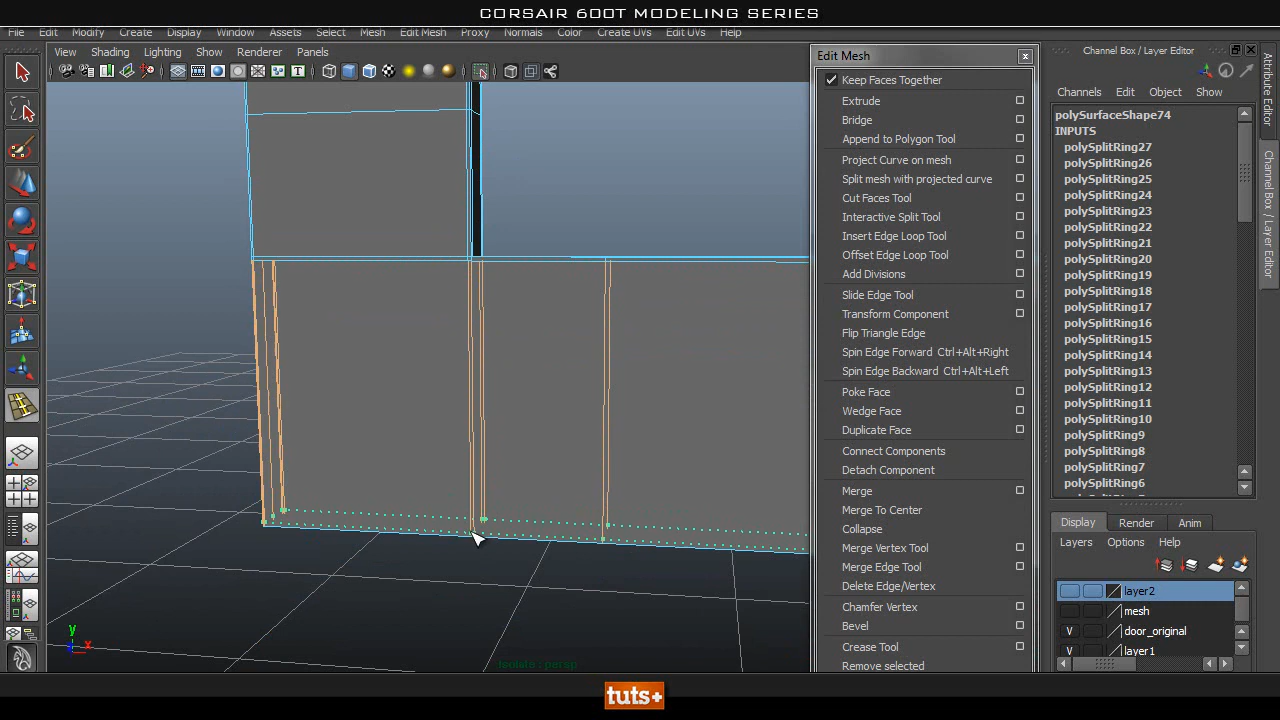 CORSAIR 600T MODELING SERIES
File Edit Modify Create Display Window Assets Select Mesh Edit Mesh Proxy Normals Color Create UVs Edit UVs Help
View Shading Lighting Show Renderer Panels
Edit Mesh
Keep Faces Together
Extrude
Bridge
Append to Polygon Tool
Project Curve on mesh
Split mesh with projected curve
Cut Faces Tool
Interactive Split Tool
Insert Edge Loop Tool
Offset Edge Loop Tool
Add Divisions
Slide Edge Tool
Transform Component
Flip Triangle Edge
Spin Edge Forward Ctrl+Alt+Right
Spin Edge Backward Ctrl+Alt+Left
Poke Face
Wedge Face
Duplicate Face
Connect Components
Detach Component
Merge
Merge To Center
Collapse
Merge Vertex Tool
Merge Edge Tool
Delete Edge/Vertex
Chamfer Vertex
Bevel
Crease Tool
Remove selected
Channel Box / Layer Editor
Channels Edit Object Show
polySurfaceShape74
INPUTS
polySplitRing27
polySplitRing26
polySplitRing25
polySplitRing24
polySplitRing23
polySplitRing22
polySplitRing21
polySplitRing20
polySplitRing19
polySplitRing18
polySplitRing17
polySplitRing16
polySplitRing15
polySplitRing14
polySplitRing13
polySplitRing12
polySplitRing11
polySplitRing10
polySplitRing9
polySplitRing8
polySplitRing7
polySplitRing6
Display Render Anim
Layers Options Help
layer2
mesh
V door_original
V layer1
Attribute Editor
Channel Box / Layer Editor
y
x
isolate : persp
tuts+